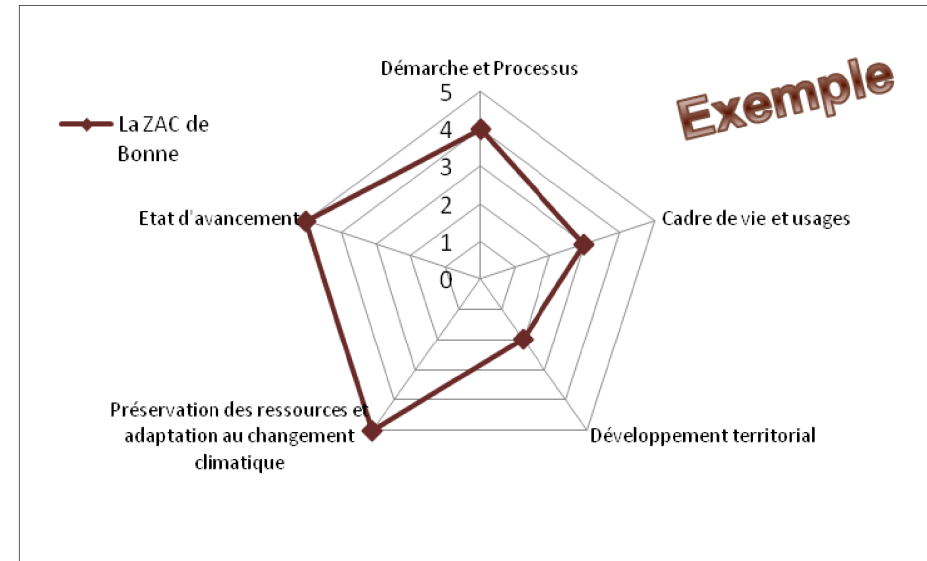 Démarche et Processus
Exemple
5
4
3
2
1
0
La ZAC de
Bonne
Etat d'avancement
Cadre de vie et usages
Préservation des ressources et
adaptation au changement
climatique
Développement territorial